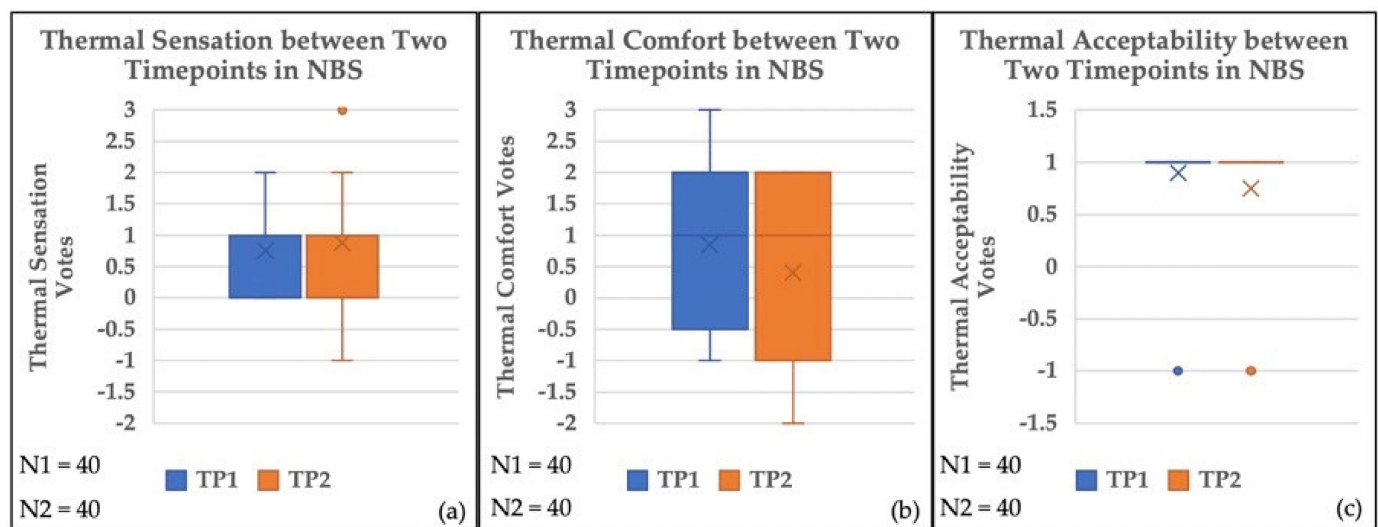 Thermal Sensation between Two
Timepoints in NBS
Thermal Sensation
Votes
3
2.5
2
1.5
1
0.5
0
-0.5
-1
-1.5
-2
N1 = 40
N2 = 40
TP1 TP2
(a)
Thermal Comfort between Two
Timepoints in NBS
Thermal Comfort Votes
3
2.5
2
1.5
1
0.5
0
-0.5
-1
-1.5
-2
N1 = 40
N2 = 40
TP1 TP2
(b)
Thermal Acceptability between
Two Timepoints in NBS
Thermal Acceptability
Votes
1.5
1
0.5
0
-0.5
-1
-1.5
N1 = 40
N2 = 40
TP1 TP2
(c)